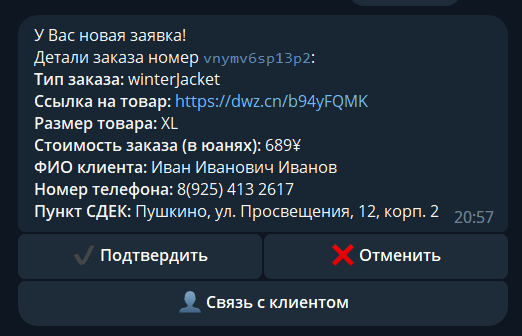 У Вас новая заявка!
Детали заказа номер vnymv6sp13p2:
Тип заказа: winterJacket
Ссылка на товар: https://dwz.cn/b94yFQMK
Размер товара: XL
Стоимость заказа (в юанях): 689¥
ФИО клиента: Иван Иванович Иванов
Номер телефона: 8(925) 413 2617
Пункт СДЕК: Пушкино, ул. Просвещения, 12, корп. 2
20:57
✔️ Подтвердить
❌ Отменить
👤 Связь с клиентом